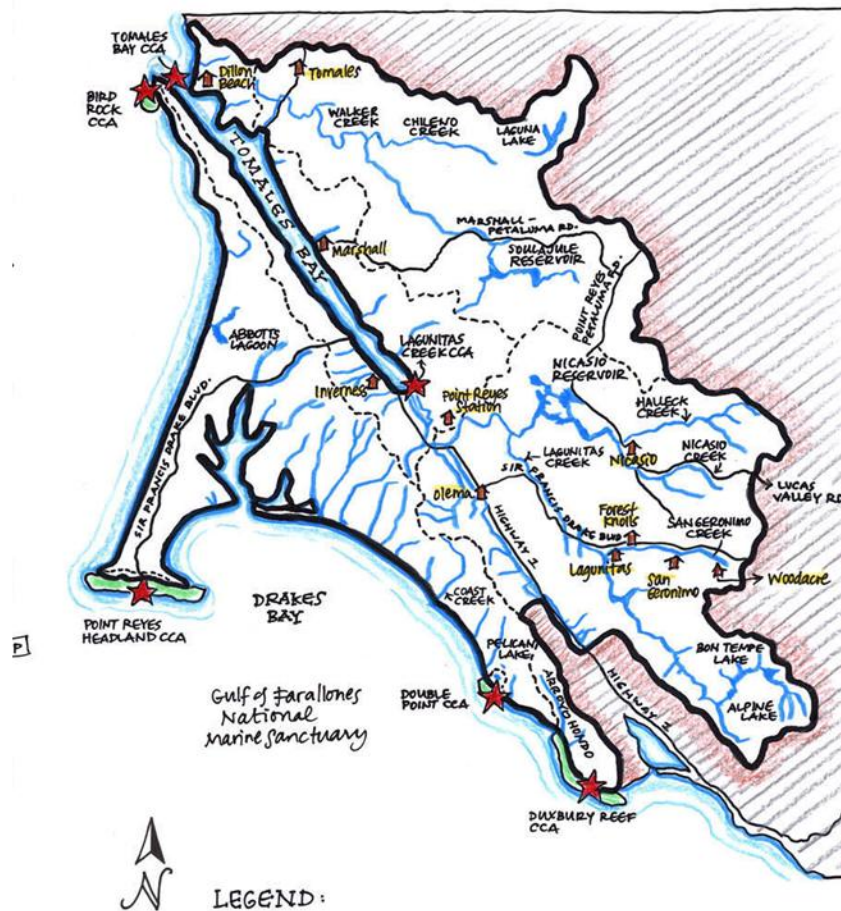 TOMALES
BAY CCA
BIRD
ROCK
CCA
Dillon
Beach
Tomales
WALKER
CREEK
CHILENO
CREEK
LAGUNA
LAKE
TOMALES BAY
Marshall
MARSHALL-
PETALUMA RD.
SOULAJULE
RESERVOIR
POINT REYES
PETALUMA RD.
ABBOTTS
LAGOON
LAGUNITAS
CREEK CCA
Inverness
Point Reyes
Station
NICASIO
RESERVOIR
HALLECK
CREEK
NICASIO
CREEK
Nicasio
LUCAS
VALLEY RD
LAGUNITAS
CREEK
SIR FRANCIS DRAKE BLVD.
SIR FRANCIS DRAKE BLVD
Olema
HIGHWAY 1
Forest
Knolls
SAN GERONIMO
CREEK
Lagunitas
San
Geronimo
Woodacre
POINT REYES
HEADLAND CCA
DRAKES
BAY
COAST
CREEK
PELICAN
LAKE
BON TEMPE
LAKE
ALPINE
LAKE
P
Gulf of Farallones
National
Marine Sanctuary
DOUBLE
POINT CCA
ARROYO HONDO
HIGHWAY 1
DUXBURY REEF
CCA
N
LEGEND: